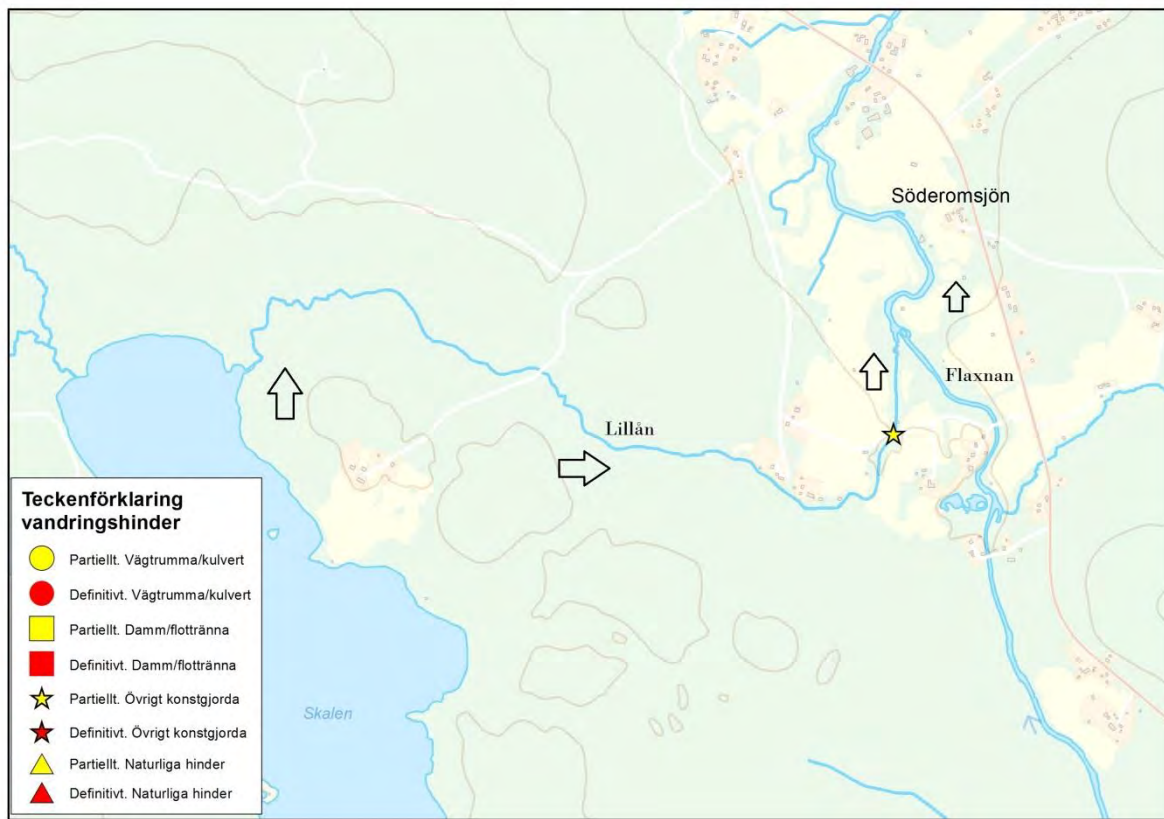 Söderomsjön
Flaxnan
Lillån
Skalen
Teckenförklaring
vandringshinder
Partiellt. Vägtrumma/kulvert
Definitivt. Vägtrumma/kulvert
Partiellt. Damm/flottränna
Definitivt. Damm/flottränna
Partiellt. Övrigt konstgjorda
Definitivt. Övrigt konstgjorda
Partiellt. Naturliga hinder
Definitivt. Naturliga hinder